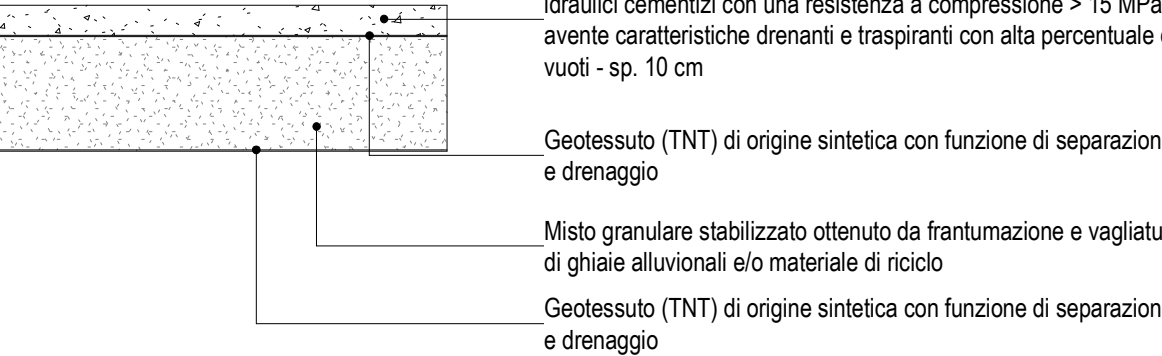 idraulici cementizi con una resistenza a compressione > 15 MPa
avente caratteristiche drenanti e traspiranti con alta percentuale
vuoti - sp. 10 cm
Geotessuto (TNT) di origine sintetica con funzione di separazion
e drenaggio
Misto granulare stabilizzato ottenuto da frantumazione e vagliatu
di ghiaie alluvionali e/o materiale di riciclo
Geotessuto (TNT) di origine sintetica con funzione di separazion
e drenaggio